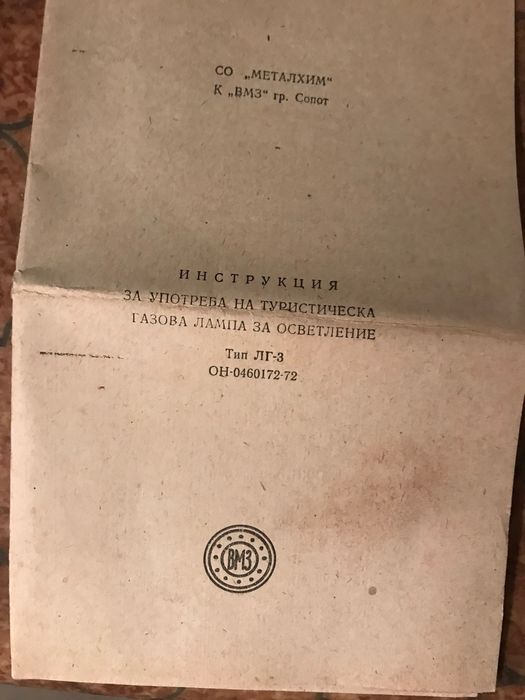 СО „МЕТАЛХИМ“
К „ВМЗ“ гр. Сопот
ИНСТРУКЦИЯ
ЗА УПОТРЕБА НА ТУРИСТИЧЕСКА
ГАЗОВА ЛАМПА ЗА ОСВЕТЛЕНИЕ
Тип ЛГ-3
ОН-0460172-72
ВМЗ